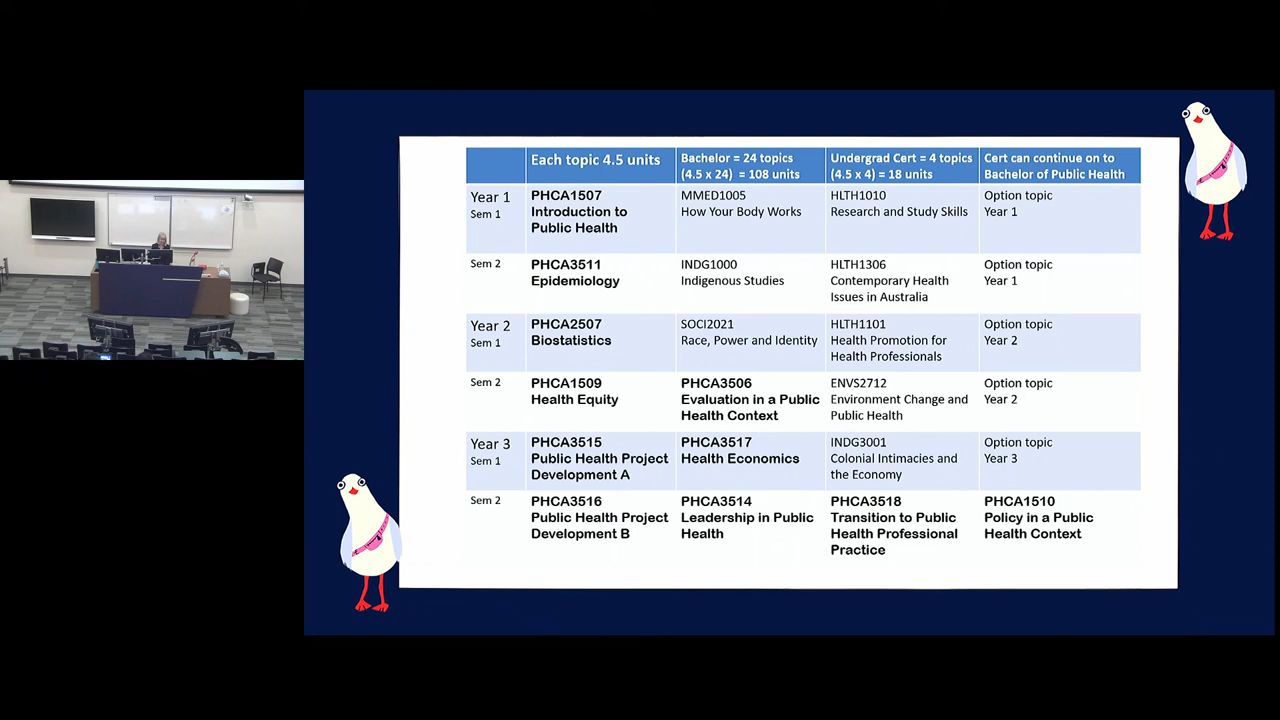 Each topic 4.5 units
Bachelor = 24 topics
(4.5 x 24)  = 108 units
Undergrad Cert = 4 topics
(4.5 x 4) = 18 units
Cert can continue on to
Bachelor of Public Health
Year 1
Sem 1
PHCA1507
Introduction to
Public Health
MMED1005
How Your Body Works
HLTH1010
Research and Study Skills
Option topic
Year 1
Sem 2
PHCA3511
Epidemiology
INDG1000
Indigenous Studies
HLTH1306
Contemporary Health
Issues in Australia
Option topic
Year 1
Year 2
Sem 1
PHCA2507
Biostatistics
SOCI2021
Race, Power and Identity
HLTH1101
Health Promotion for
Health Professionals
Option topic
Year 2
Sem 2
PHCA1509
Health Equity
PHCA3506
Evaluation in a Public
Health Context
ENVS2712
Environment Change and
Public Health
Option topic
Year 2
Year 3
Sem 1
PHCA3515
Public Health Project
Development A
PHCA3517
Health Economics
INDG3001
Colonial Intimacies and
the Economy
Option topic
Year 3
Sem 2
PHCA3516
Public Health Project
Development B
PHCA3514
Leadership in Public
Health
PHCA3518
Transition to Public
Health Professional
Practice
PHCA1510
Policy in a Public
Health Context